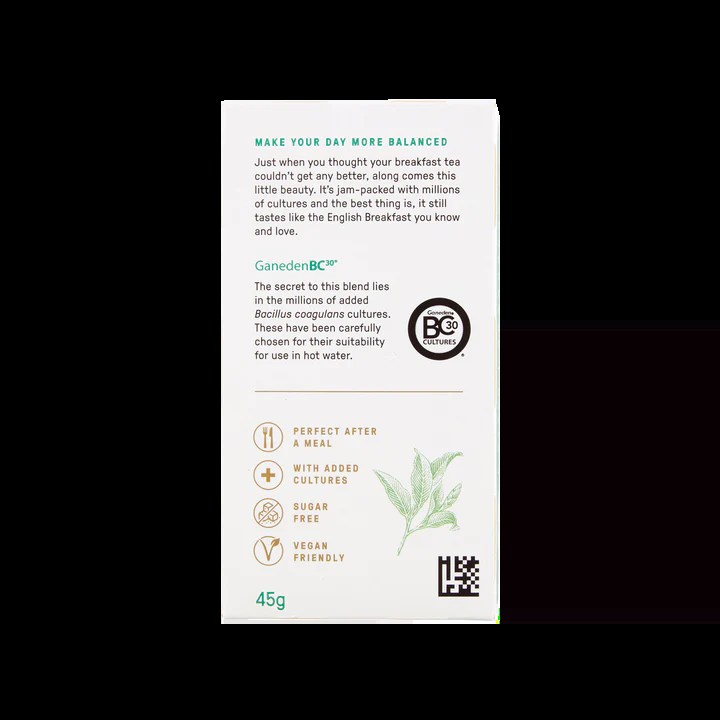 MAKE YOUR DAY MORE BALANCED
Just when you thought your breakfast tea
couldn't get any better, along comes this
little beauty. It's jam-packed with millions
of cultures and the best thing is, it still
tastes like the English Breakfast you know
and love.
GanedenBC30®
The secret to this blend lies
in the millions of added
Bacillus coagulans cultures.
These have been carefully
chosen for their suitability
for use in hot water.
Ganeden
BC30
CULTURES
®
PERFECT AFTER
A MEAL
WITH ADDED
CULTURES
SUGAR
FREE
VEGAN
FRIENDLY
45g